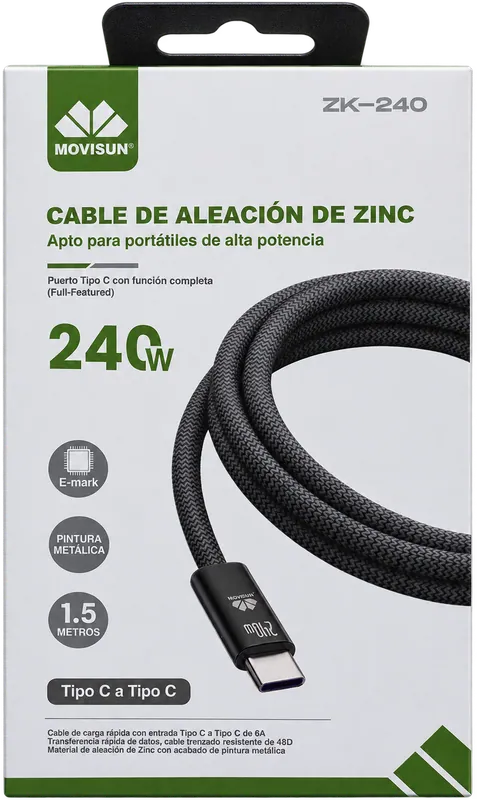 MOVISUN®
ZK-240
CABLE DE ALEACIÓN DE ZINC
Apto para portátiles de alta potencia
Puerto Tipo C con función completa
(Full-Featured)
240W
E-mark
PINTURA
METÁLICA
1.5
METROS
MOVISUN
240W
Tipo C a Tipo C
Cable de carga rápida con entrada Tipo C a Tipo C de 6A
Transferencia rápida de datos, cable trenzado resistente de 48D
Material de aleación de Zinc con acabado de pintura metálica